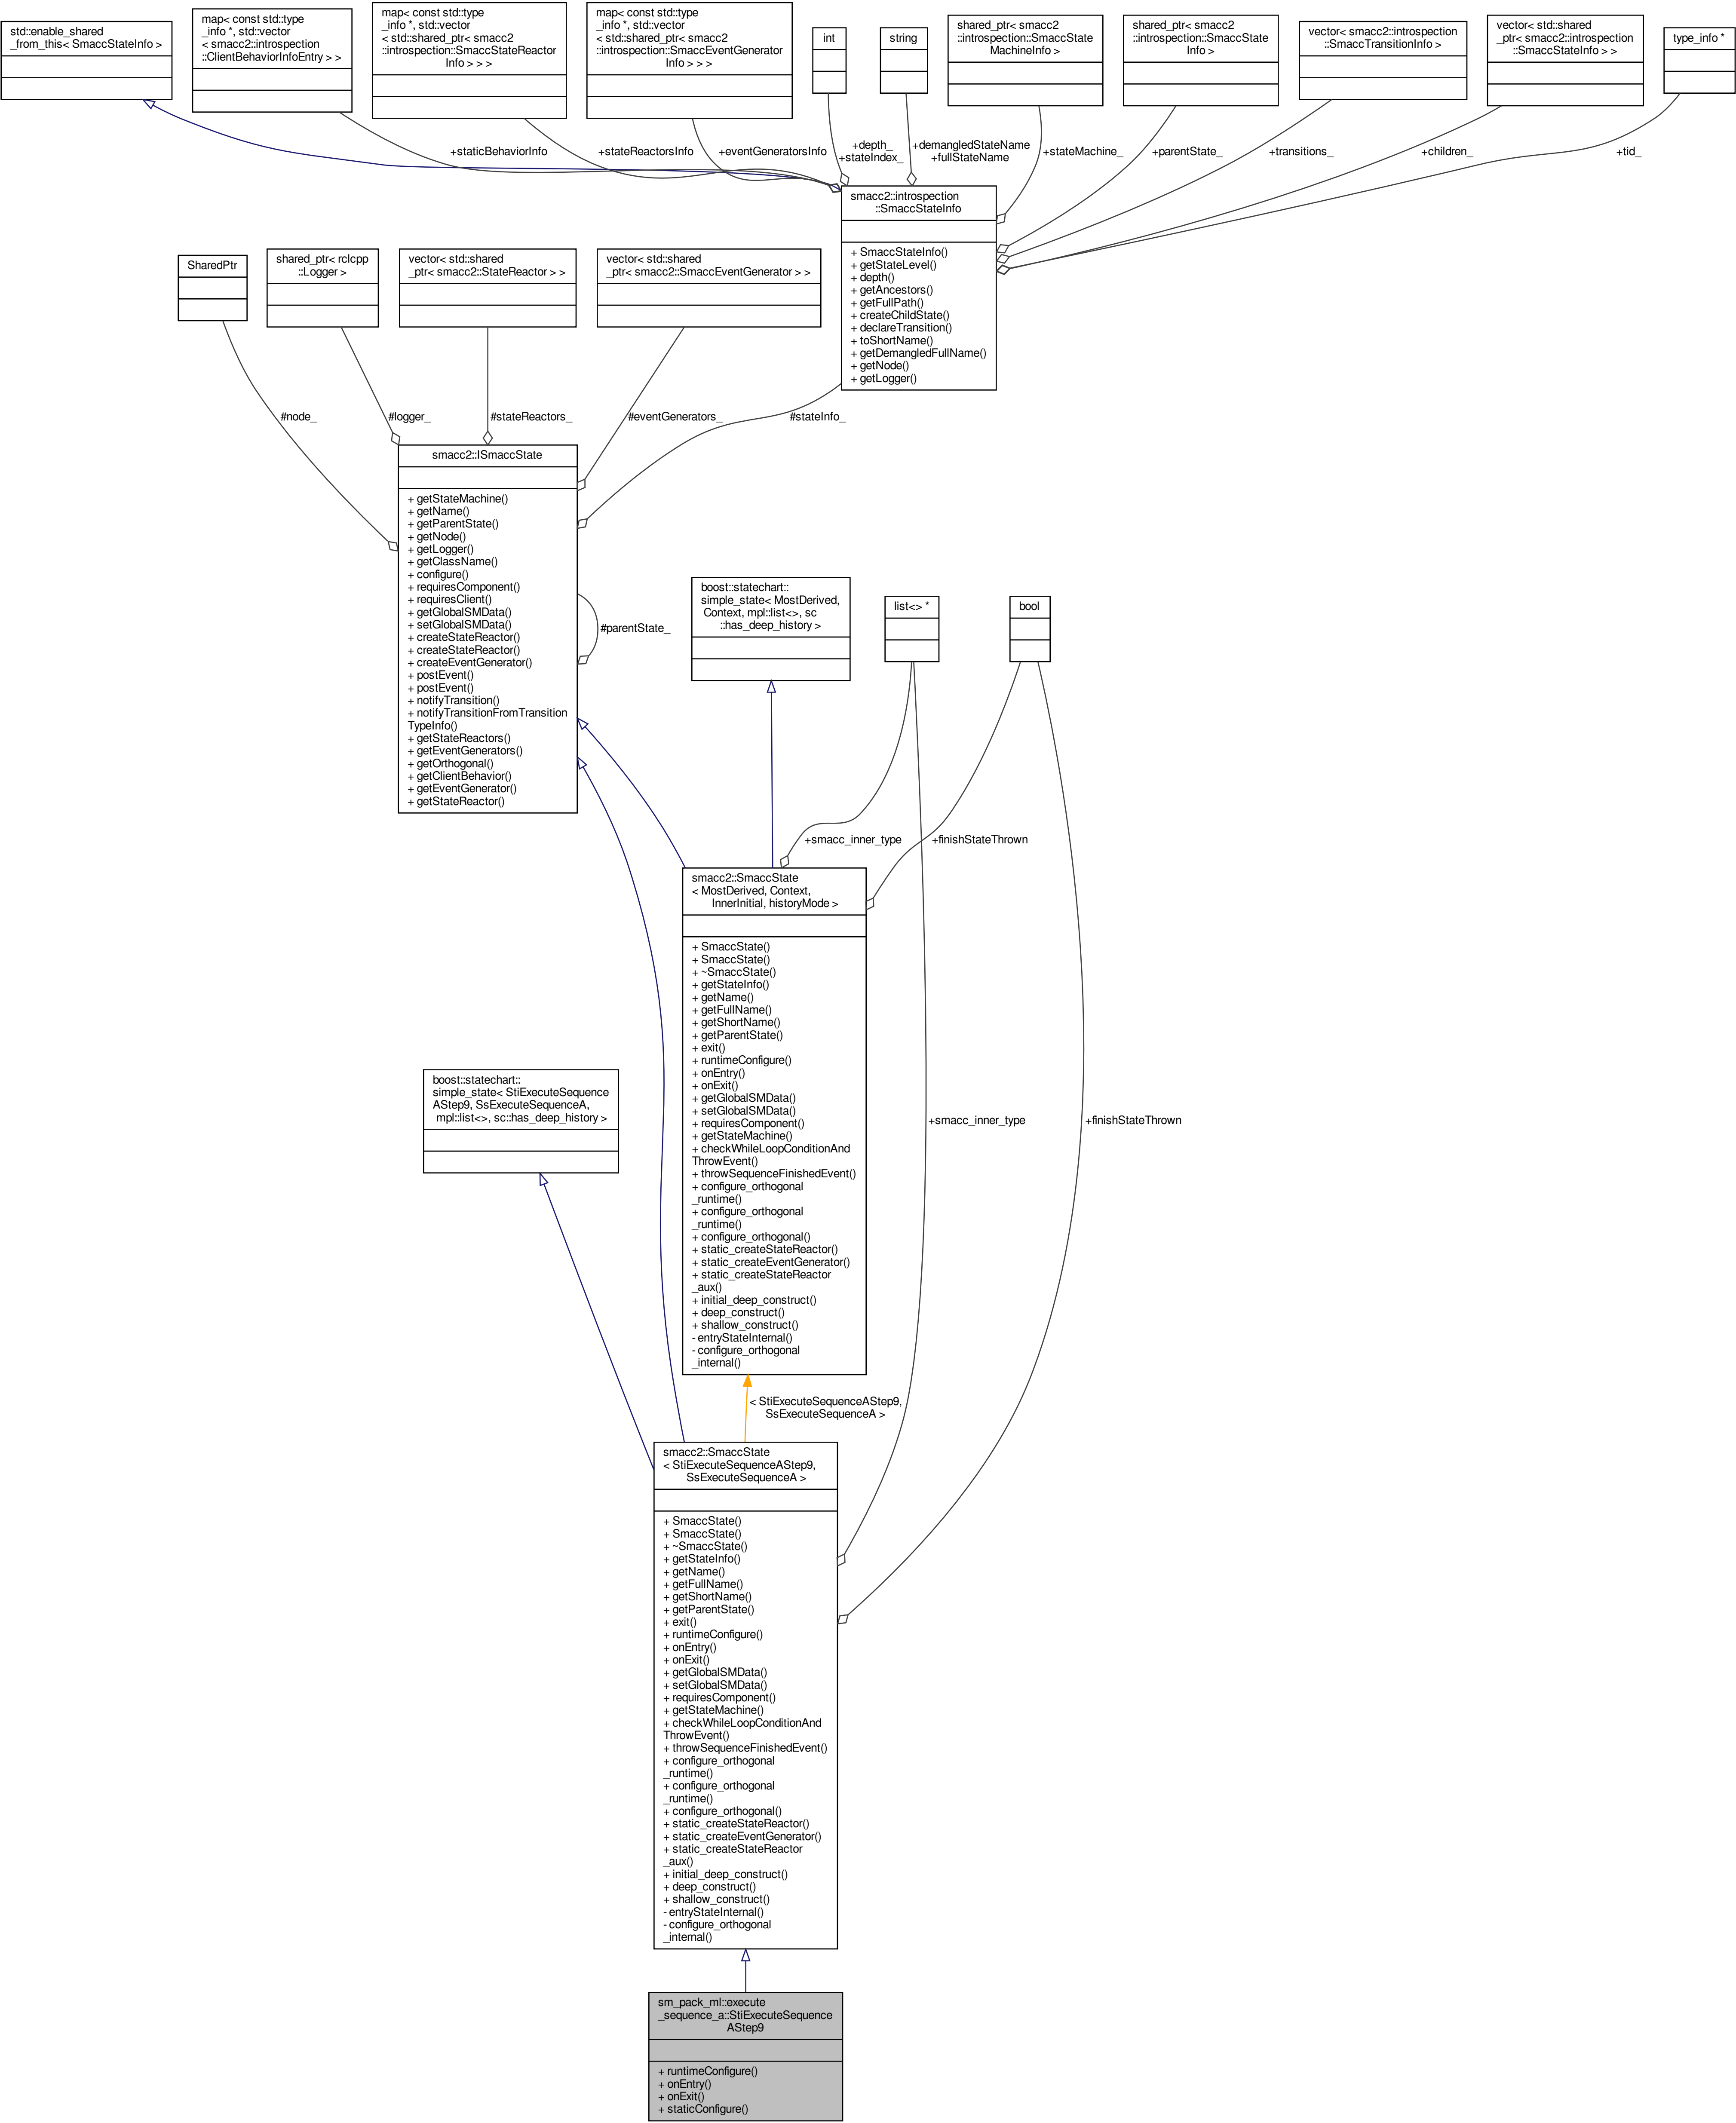 std::enable_shared
_from_this< SmaccStateInfo >
map< const std::type
_info *, std::vector
< smacc2::introspection
::ClientBehaviorInfoEntry > >
map< const std::type
_info *, std::vector
< std::shared_ptr< smacc2
::introspection::SmaccStateReactor
Info > > >
map< const std::type
_info *, std::vector
< std::shared_ptr< smacc2
::introspection::SmaccEventGenerator
Info > > >
int
string
shared_ptr< smacc2
::introspection::SmaccState
MachineInfo >
shared_ptr< smacc2
::introspection::SmaccState
Info >
vector< smacc2::introspection
::SmaccTransitionInfo >
vector< std::shared
_ptr< smacc2::introspection
::SmaccStateInfo > >
type_info *
+staticBehaviorInfo
+stateReactorsInfo
+eventGeneratorsInfo
+depth_
+stateIndex_
+demangledStateName
+fullStateName
+stateMachine_
+parentState_
+transitions_
+children_
+tid_
smacc2::introspection
::SmaccStateInfo
+ SmaccStateInfo()
+ getStateLevel()
+ depth()
+ getAncestors()
+ getFullPath()
+ createChildState()
+ declareTransition()
+ toShortName()
+ getDemangledFullName()
+ getNode()
+ getLogger()
SharedPtr
shared_ptr< rclcpp
::Logger >
vector< std::shared
_ptr< smacc2::StateReactor > >
vector< std::shared
_ptr< smacc2::SmaccEventGenerator > >
#node_
#logger_
#stateReactors_
#eventGenerators_
#stateInfo_
smacc2::ISmaccState
+ getStateMachine()
+ getName()
+ getParentState()
+ getNode()
+ getLogger()
+ getClassName()
+ configure()
+ requiresComponent()
+ requiresClient()
+ getGlobalSMData()
+ setGlobalSMData()
+ createStateReactor()
+ createStateReactor()
+ createEventGenerator()
+ postEvent()
+ postEvent()
+ notifyTransition()
+ notifyTransitionFromTransition
TypeInfo()
+ getStateReactors()
+ getEventGenerators()
+ getOrthogonal()
+ getClientBehavior()
+ getEventGenerator()
+ getStateReactor()
#parentState_
boost::statechart::
simple_state< MostDerived,
Context, mpl::list<>, sc
::has_deep_history >
list<> *
bool
+smacc_inner_type
+finishStateThrown
smacc2::SmaccState
< MostDerived, Context,
InnerInitial, historyMode >
+ SmaccState()
+ SmaccState()
+ ~SmaccState()
+ getStateInfo()
+ getName()
+ getFullName()
+ getShortName()
+ getParentState()
+ exit()
+ runtimeConfigure()
+ onEntry()
+ onExit()
+ getGlobalSMData()
+ setGlobalSMData()
+ requiresComponent()
+ getStateMachine()
+ checkWhileLoopConditionAnd
ThrowEvent()
+ throwSequenceFinishedEvent()
+ configure_orthogonal
_runtime()
+ configure_orthogonal
_runtime()
+ configure_orthogonal()
+ static_createStateReactor()
+ static_createEventGenerator()
+ static_createStateReactor
_aux()
+ initial_deep_construct()
+ deep_construct()
+ shallow_construct()
- entryStateInternal()
- configure_orthogonal
_internal()
boost::statechart::
simple_state< StiExecuteSequence
AStep9, SsExecuteSequenceA,
mpl::list<>, sc::has_deep_history >
+smacc_inner_type
+finishStateThrown
< StiExecuteSequenceAStep9,
SsExecuteSequenceA >
smacc2::SmaccState
< StiExecuteSequenceAStep9,
SsExecuteSequenceA >
+ SmaccState()
+ SmaccState()
+ ~SmaccState()
+ getStateInfo()
+ getName()
+ getFullName()
+ getShortName()
+ getParentState()
+ exit()
+ runtimeConfigure()
+ onEntry()
+ onExit()
+ getGlobalSMData()
+ setGlobalSMData()
+ requiresComponent()
+ getStateMachine()
+ checkWhileLoopConditionAnd
ThrowEvent()
+ throwSequenceFinishedEvent()
+ configure_orthogonal
_runtime()
+ configure_orthogonal
_runtime()
+ configure_orthogonal()
+ static_createStateReactor()
+ static_createEventGenerator()
+ static_createStateReactor
_aux()
+ initial_deep_construct()
+ deep_construct()
+ shallow_construct()
- entryStateInternal()
- configure_orthogonal
_internal()
sm_pack_ml::execute
_sequence_a::StiExecuteSequence
AStep9
+ runtimeConfigure()
+ onEntry()
+ onExit()
+ staticConfigure()